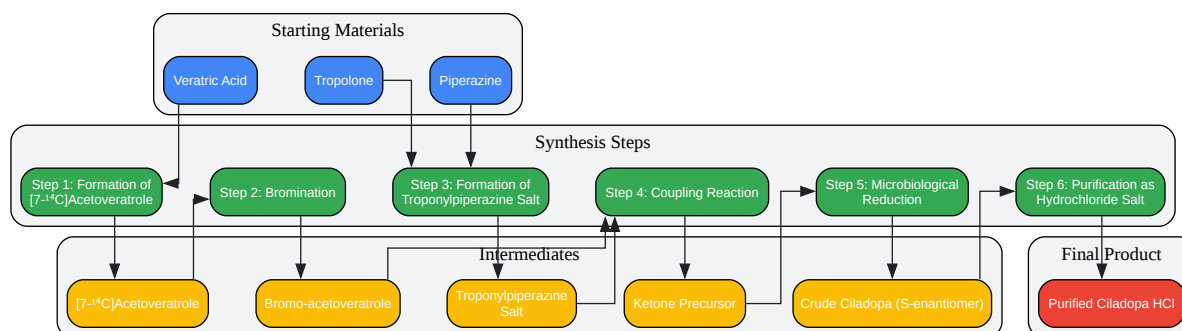 Starting Materials
Veratric Acid
Tropolone
Piperazine
Synthesis Steps
Step 1: Formation of
[7-¹⁴C]Acetoveratrole
Step 2: Bromination
Step 3: Formation of
Troponylpiperazine Salt
Step 4: Coupling Reaction
Step 5: Microbiological
Reduction
Step 6: Purification as
Hydrochloride Salt
Intermediates
[7-¹⁴C]Acetoveratrole
Bromo-acetoveratrole
Troponylpiperazine
Salt
Ketone Precursor
Crude Ciladopa (S-enantiomer)
Final Product
Purified Ciladopa HCl